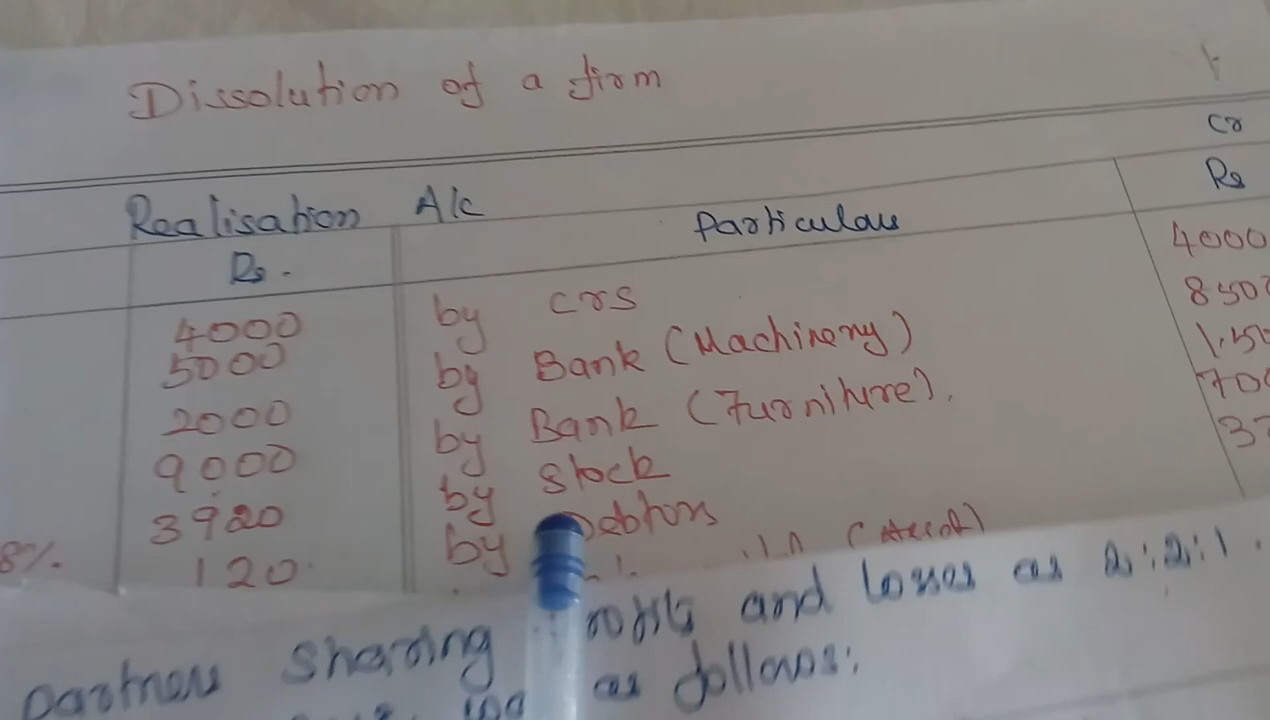 Dissolution of a firm
Cr
Realisation A/c
Rs. Particulars Rs
4000 by Crs 4000
5000 by Bank (Machinery)
2000 by Bank (Furniture).
9000 by Stock
3920 by Debtors
8%. 120
partners sharing and losses as 2:2:1.
as follows: